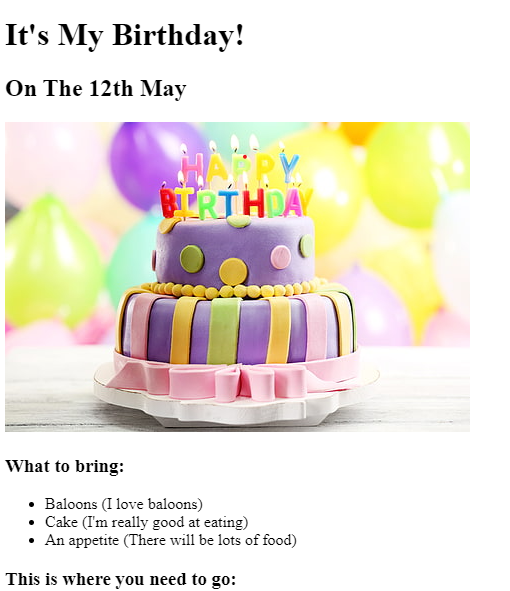 It's My Birthday!
On The 12th May
HAPPY
BIRTHDAY
What to bring:
Baloons (I love baloons)
Cake (I'm really good at eating)
An appetite (There will be lots of food)
This is where you need to go: